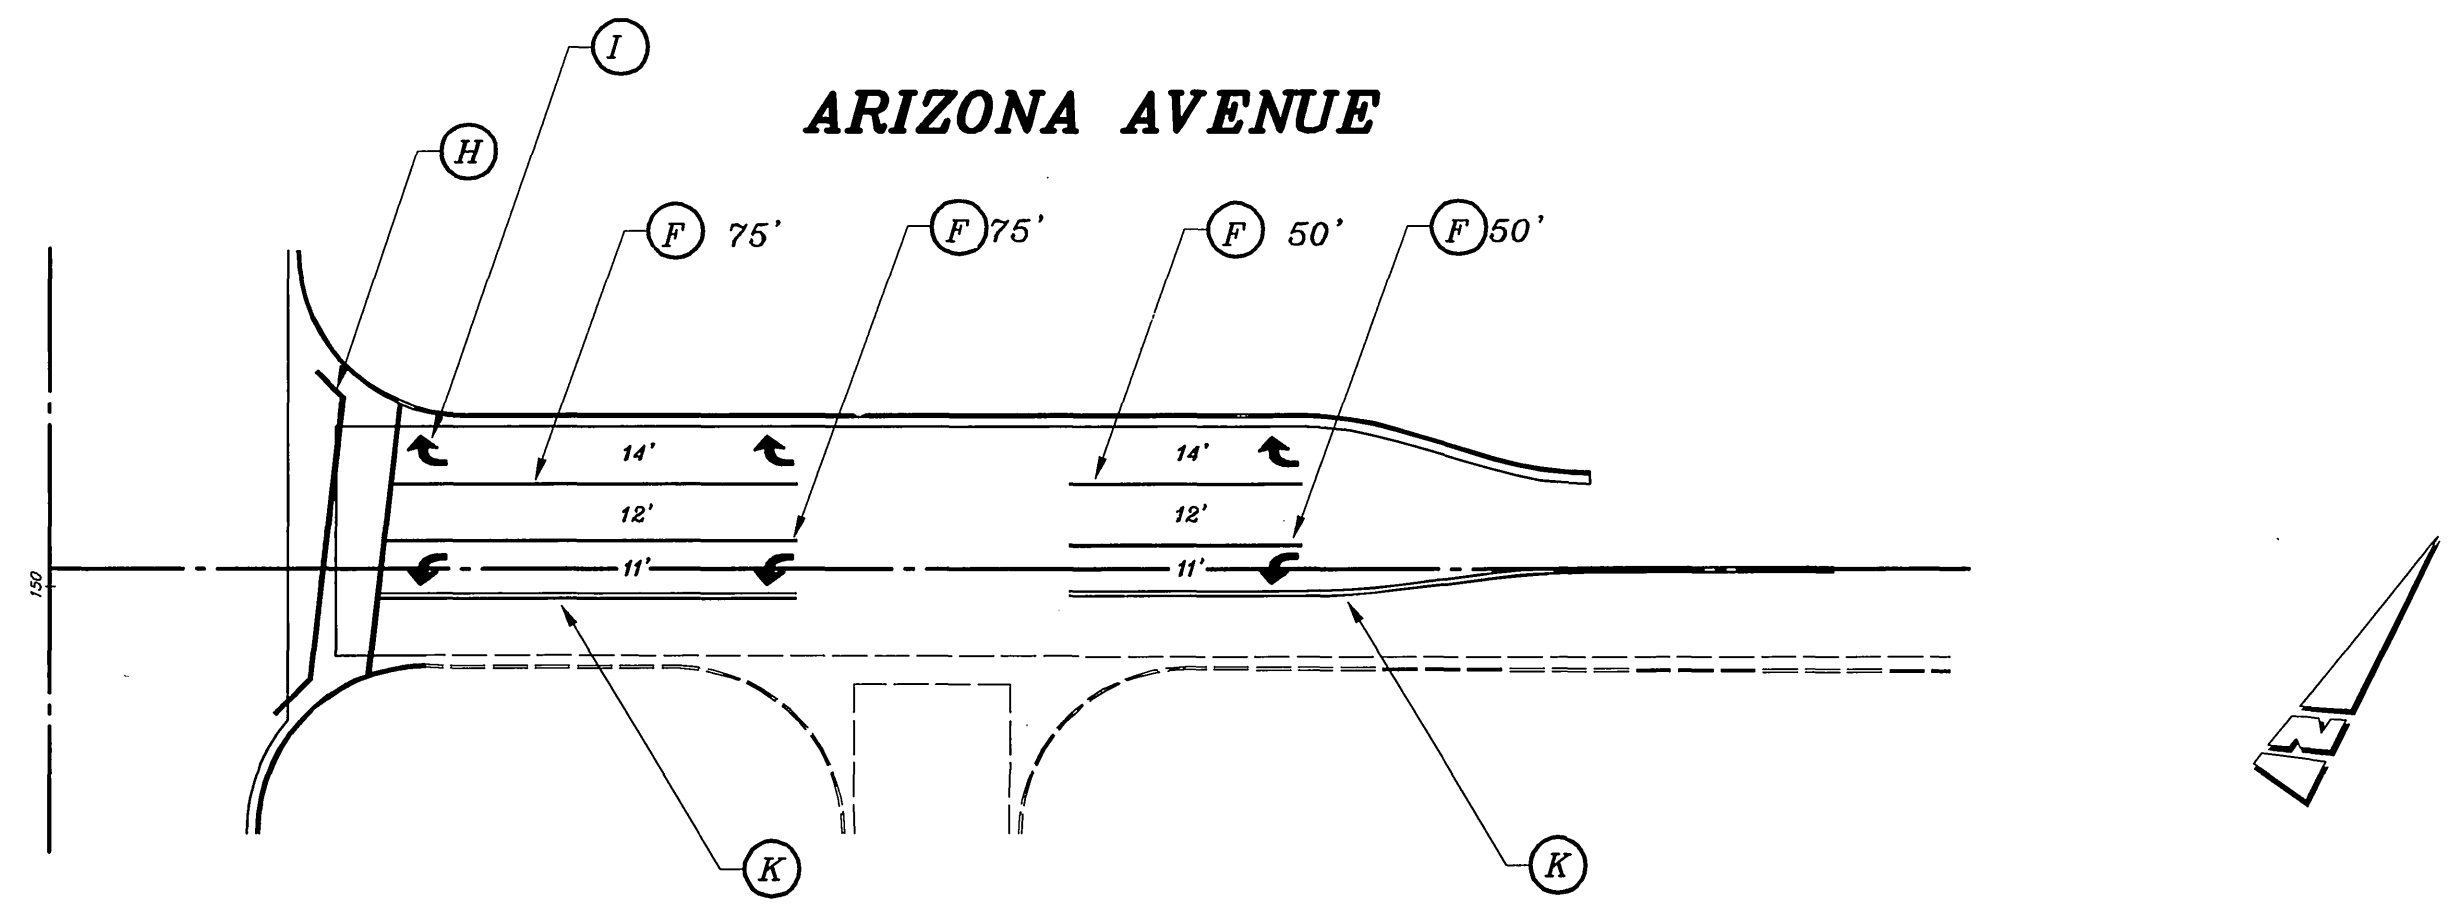 I
ARIZONA AVENUE
H
F 75' F 75' F 50' F 50'
14' 14'
12' 12'
11' 11'
150
N
K K